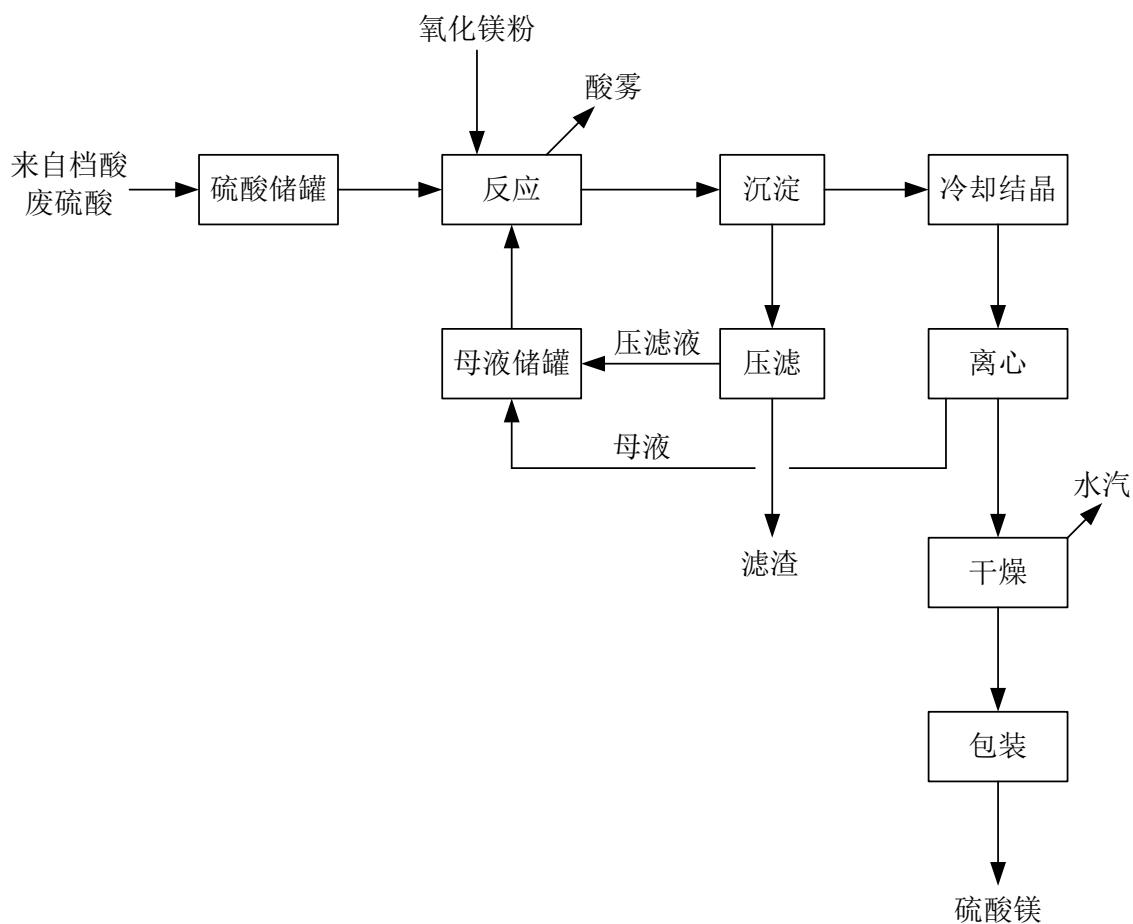 氧化镁粉
酸雾
来自档酸
废硫酸
硫酸储罐
反应
沉淀
冷却结晶
母液储罐
压滤液
压滤
离心
母液
水汽
滤渣
干燥
包装
硫酸镁